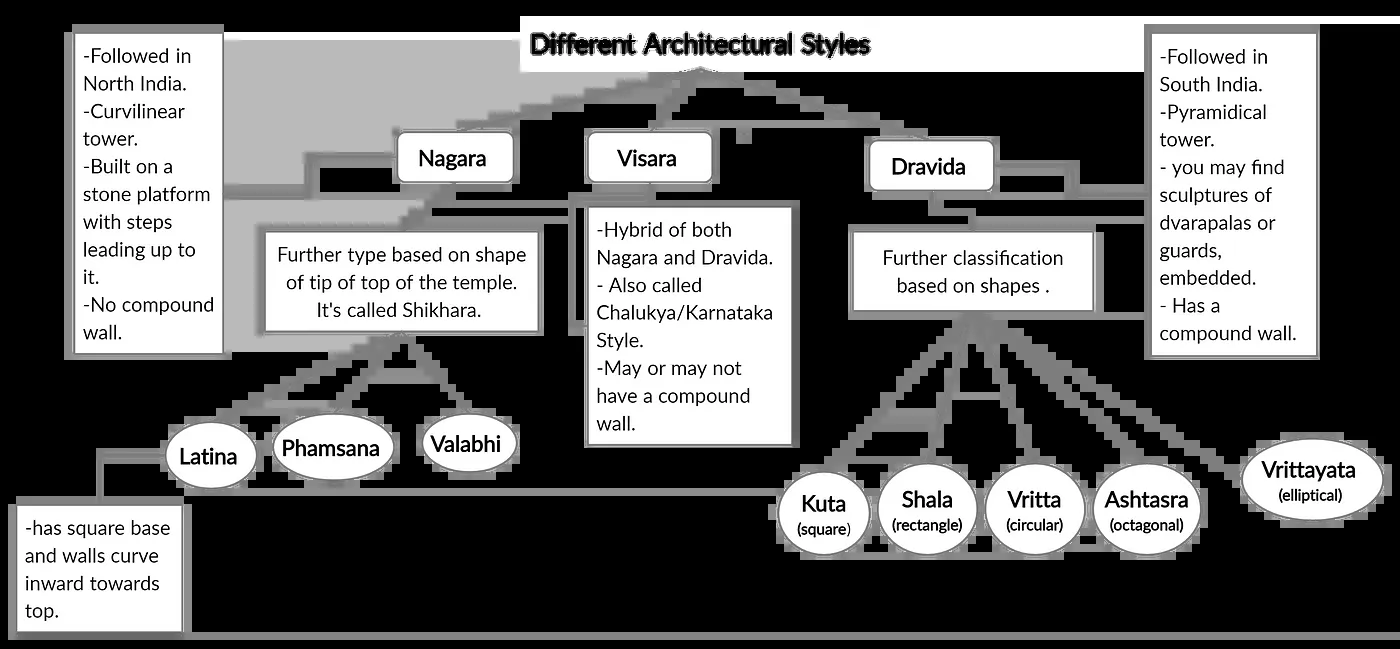 Different Architectural Styles
-Followed in
North India.
-Curvilinear
tower.
-Built on a
stone platform
with steps
leading up to
it.
-No compound
wall.
Nagara
Visara
Dravida
-Followed in
South India.
-Pyramidical
tower.
- you may find
sculptures of
dvarapalas or
guards,
embedded.
- Has a
compound wall.
Further type based on shape
of tip of top of the temple.
It's called Shikhara.
-Hybrid of both
Nagara and Dravida.
- Also called
Chalukya/Karnataka
Style.
-May or may not
have a compound
wall.
Further classification
based on shapes .
Latina
Phamsana
Valabhi
Kuta
(square)
Shala
(rectangle)
Vritta
(circular)
Ashtasra
(octagonal)
Vrittayata
(elliptical)
-has square base
and walls curve
inward towards
top.